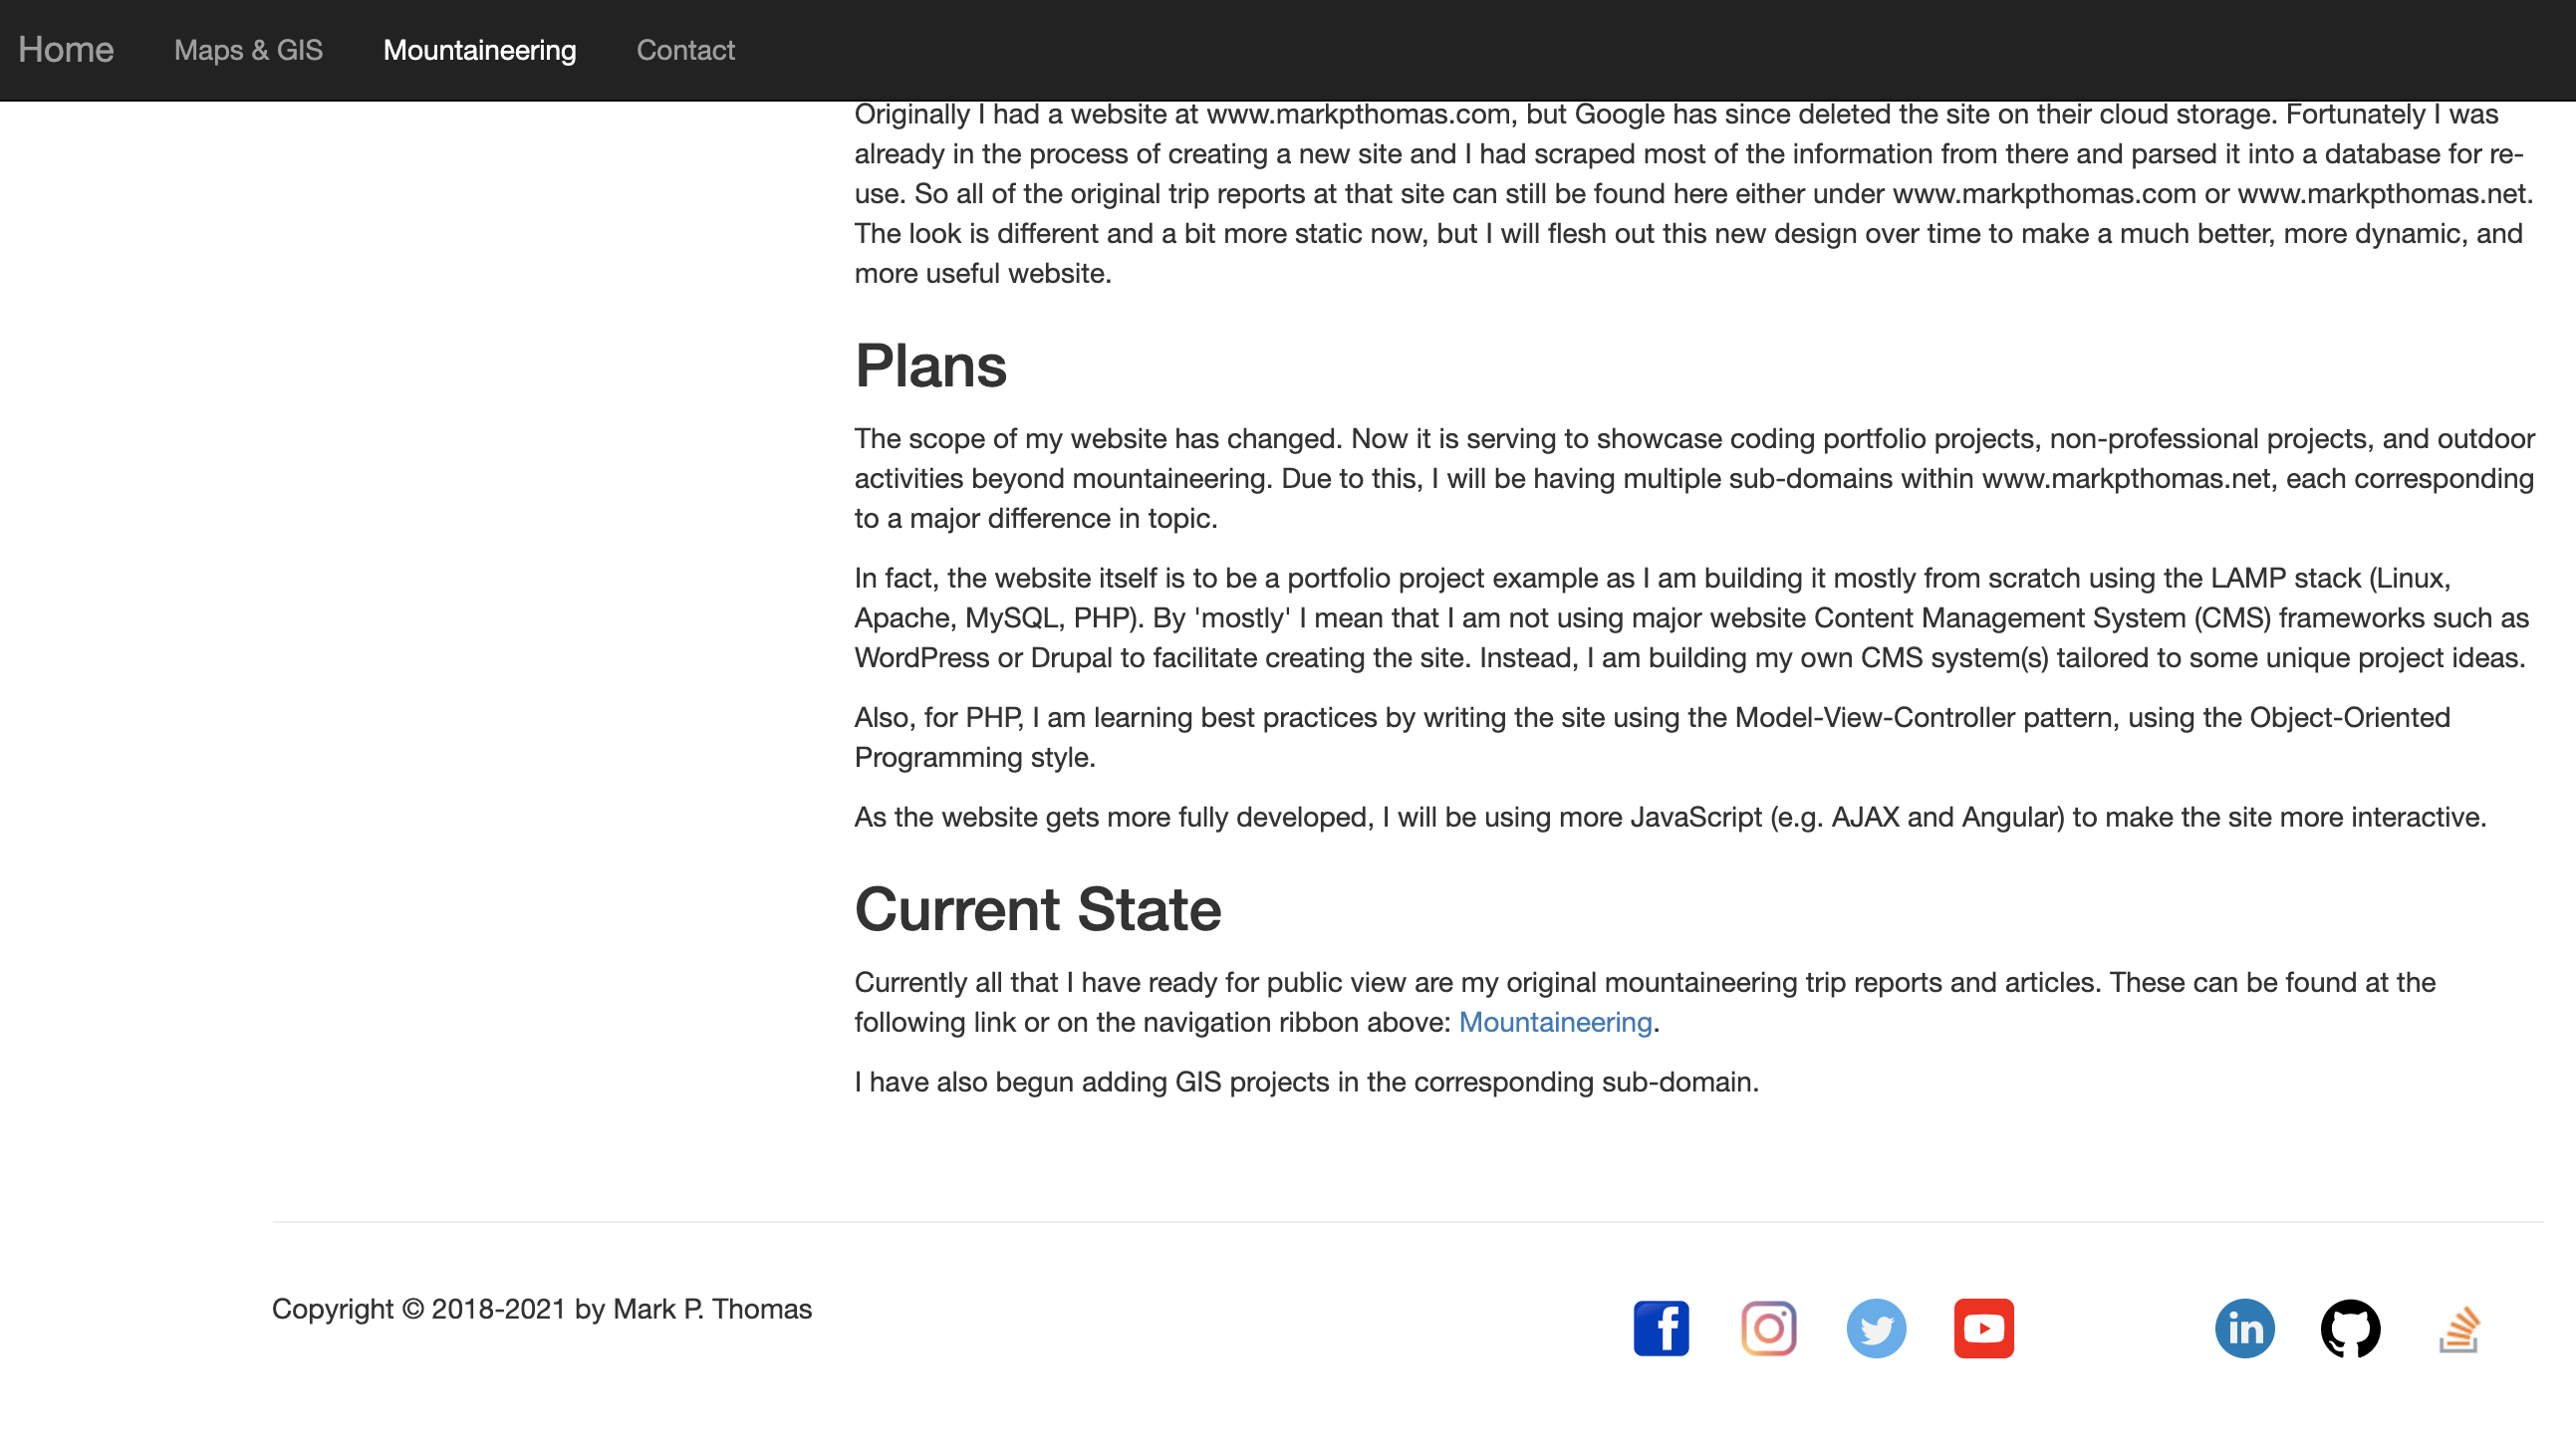 Home Maps & GIS Mountaineering Contact
Originally I had a website at www.markpthomas.com, but Google has since deleted the site on their cloud storage. Fortunately I was
already in the process of creating a new site and I had scraped most of the information from there and parsed it into a database for re-
use. So all of the original trip reports at that site can still be found here either under www.markpthomas.com or www.markpthomas.net.
The look is different and a bit more static now, but I will flesh out this new design over time to make a much better, more dynamic, and
more useful website.
Plans
The scope of my website has changed. Now it is serving to showcase coding portfolio projects, non-professional projects, and outdoor
activities beyond mountaineering. Due to this, I will be having multiple sub-domains within www.markpthomas.net, each corresponding
to a major difference in topic.
In fact, the website itself is to be a portfolio project example as I am building it mostly from scratch using the LAMP stack (Linux,
Apache, MySQL, PHP). By 'mostly' I mean that I am not using major website Content Management System (CMS) frameworks such as
WordPress or Drupal to facilitate creating the site. Instead, I am building my own CMS system(s) tailored to some unique project ideas.
Also, for PHP, I am learning best practices by writing the site using the Model-View-Controller pattern, using the Object-Oriented
Programming style.
As the website gets more fully developed, I will be using more JavaScript (e.g. AJAX and Angular) to make the site more interactive.
Current State
Currently all that I have ready for public view are my original mountaineering trip reports and articles. These can be found at the
following link or on the navigation ribbon above: Mountaineering.
I have also begun adding GIS projects in the corresponding sub-domain.
Copyright © 2018-2021 by Mark P. Thomas